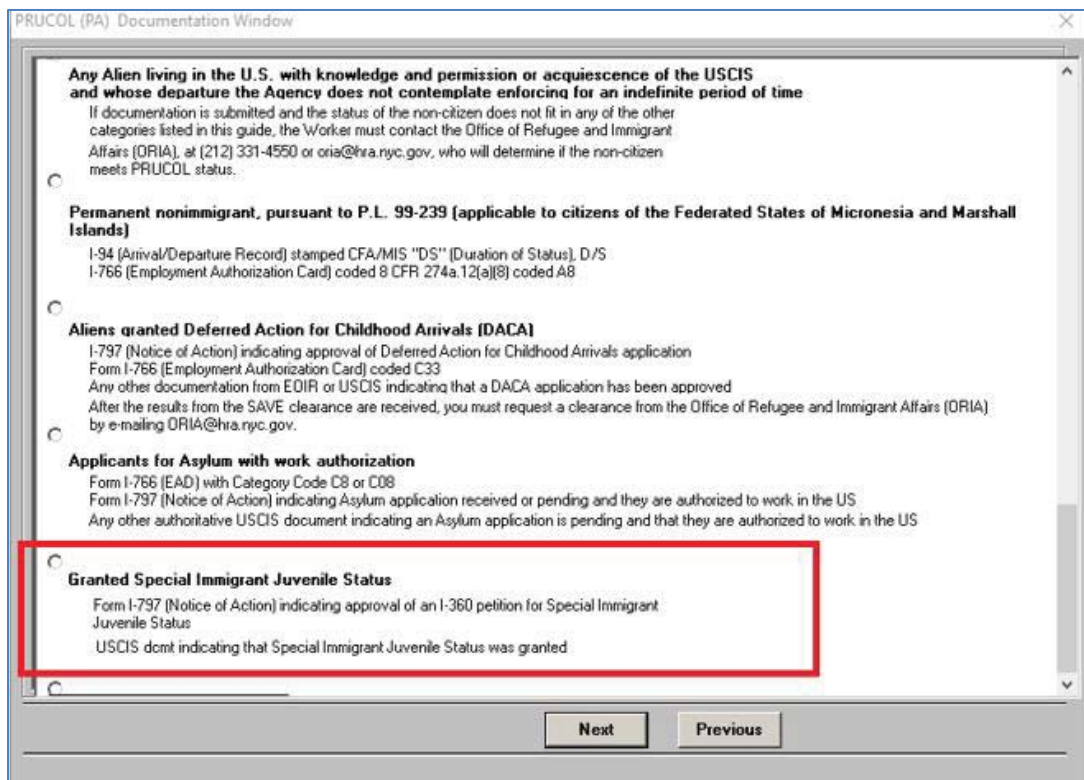 PRUCOL (PA) Documentation Window
Any Alien living in the U.S. with knowledge and permission or acquiescence of the USCIS
and whose departure the Agency does not contemplate enforcing for an indefinite period of time
If documentation is submitted and the status of the non-citizen does not fit in any of the other
categories listed in this guide, the Worker must contact the Office of Refugee and Immigrant
Affairs (ORIA), at (212) 331-4550 or oria@hra.nyc.gov, who will determine if the non-citizen
meets PRUCOL status.
Permanent nonimmigrant, pursuant to P.L. 99-239 (applicable to citizens of the Federated States of Micronesia and Marshall
Islands)
I-94 (Arrival/Departure Record) stamped CFA/MIS "DS" (Duration of Status), D/S
I-766 (Employment Authorization Card) coded 8 CFR 274a.12(a)(8) coded A8
Aliens granted Deferred Action for Childhood Arrivals (DACA)
I-797 (Notice of Action) indicating approval of Deferred Action for Childhood Arrivals application
Form I-766 (Employment Authorization Card) coded C33
Any other documentation from EOIR or USCIS indicating that a DACA application has been approved
After the results from the SAVE clearance are received, you must request a clearance from the Office of Refugee and Immigrant Affairs (ORIA)
by e-mailing ORIA@hra.nyc.gov.
Applicants for Asylum with work authorization
Form I-766 (EAD) with Category Code C8 or C08
Form I-797 (Notice of Action) indicating Asylum application received or pending and they are authorized to work in the US
Any other authoritative USCIS document indicating an Asylum application is pending and that they are authorized to work in the US
Granted Special Immigrant Juvenile Status
Form I-797 (Notice of Action) indicating approval of an I-360 petition for Special Immigrant
Juvenile Status
USCIS dcmt indicating that Special Immigrant Juvenile Status was granted
Next
Previous